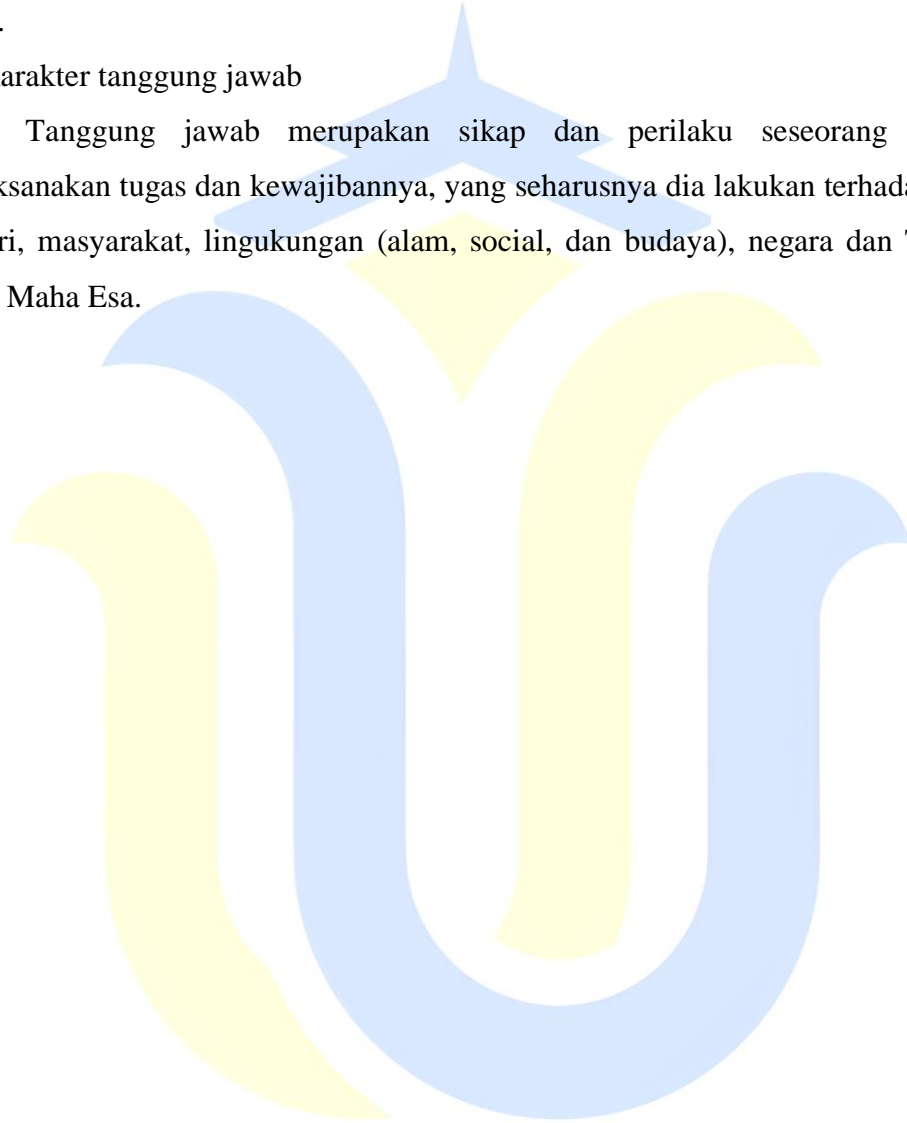 .
arakter tanggung jawab
Tanggung jawab merupakan sikap dan perilaku seseorang
ksanakan tugas dan kewajibannya, yang seharusnya dia lakukan terhada
ri, masyarakat, lingukungan (alam, social, dan budaya), negara dan
Maha Esa.